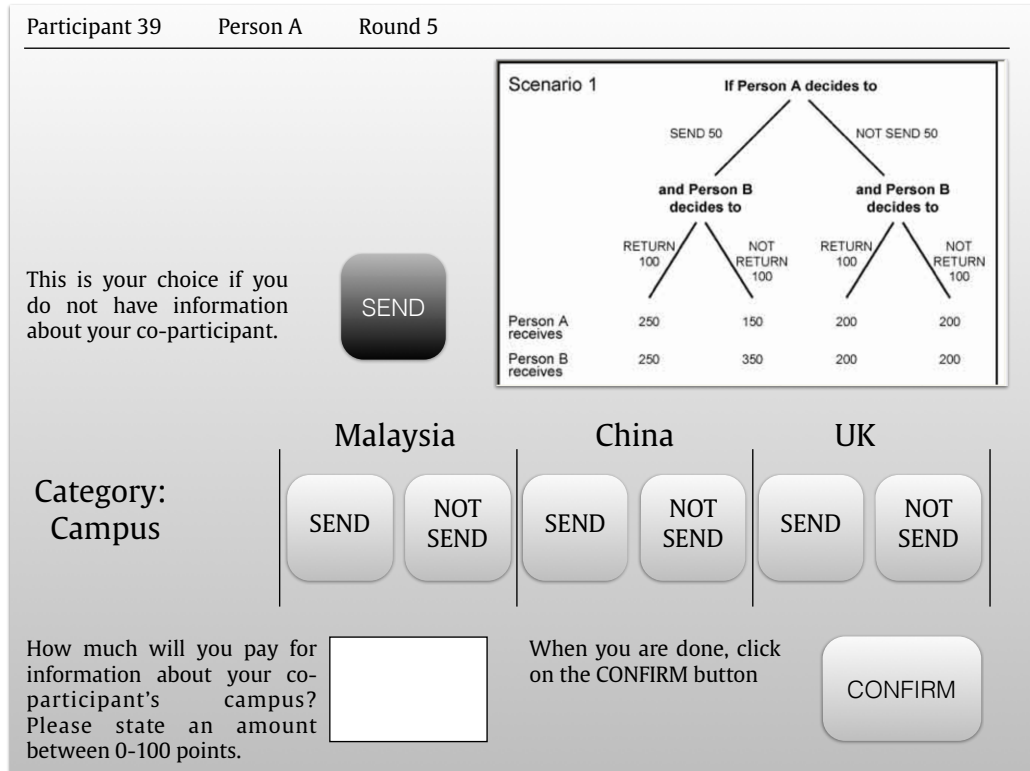 Participant 39 Person A Round 5
Scenario 1
If Person A decides to
SEND 50 NOT SEND 50
and Person B
decides to
and Person B
decides to
RETURN
100
NOT
RETURN
100
RETURN
100
NOT
RETURN
100
Person A
receives
250 150 200 200
Person B
receives
250 350 200 200
This is your choice if you
do not have information
about your co-participant.
SEND
Malaysia China UK
Category:
Campus
SEND
NOT
SEND
SEND
NOT
SEND
SEND
NOT
SEND
How much will you pay for
information about your co-
participant's campus?
Please state an amount
between 0-100 points.
When you are done, click
on the CONFIRM button
CONFIRM